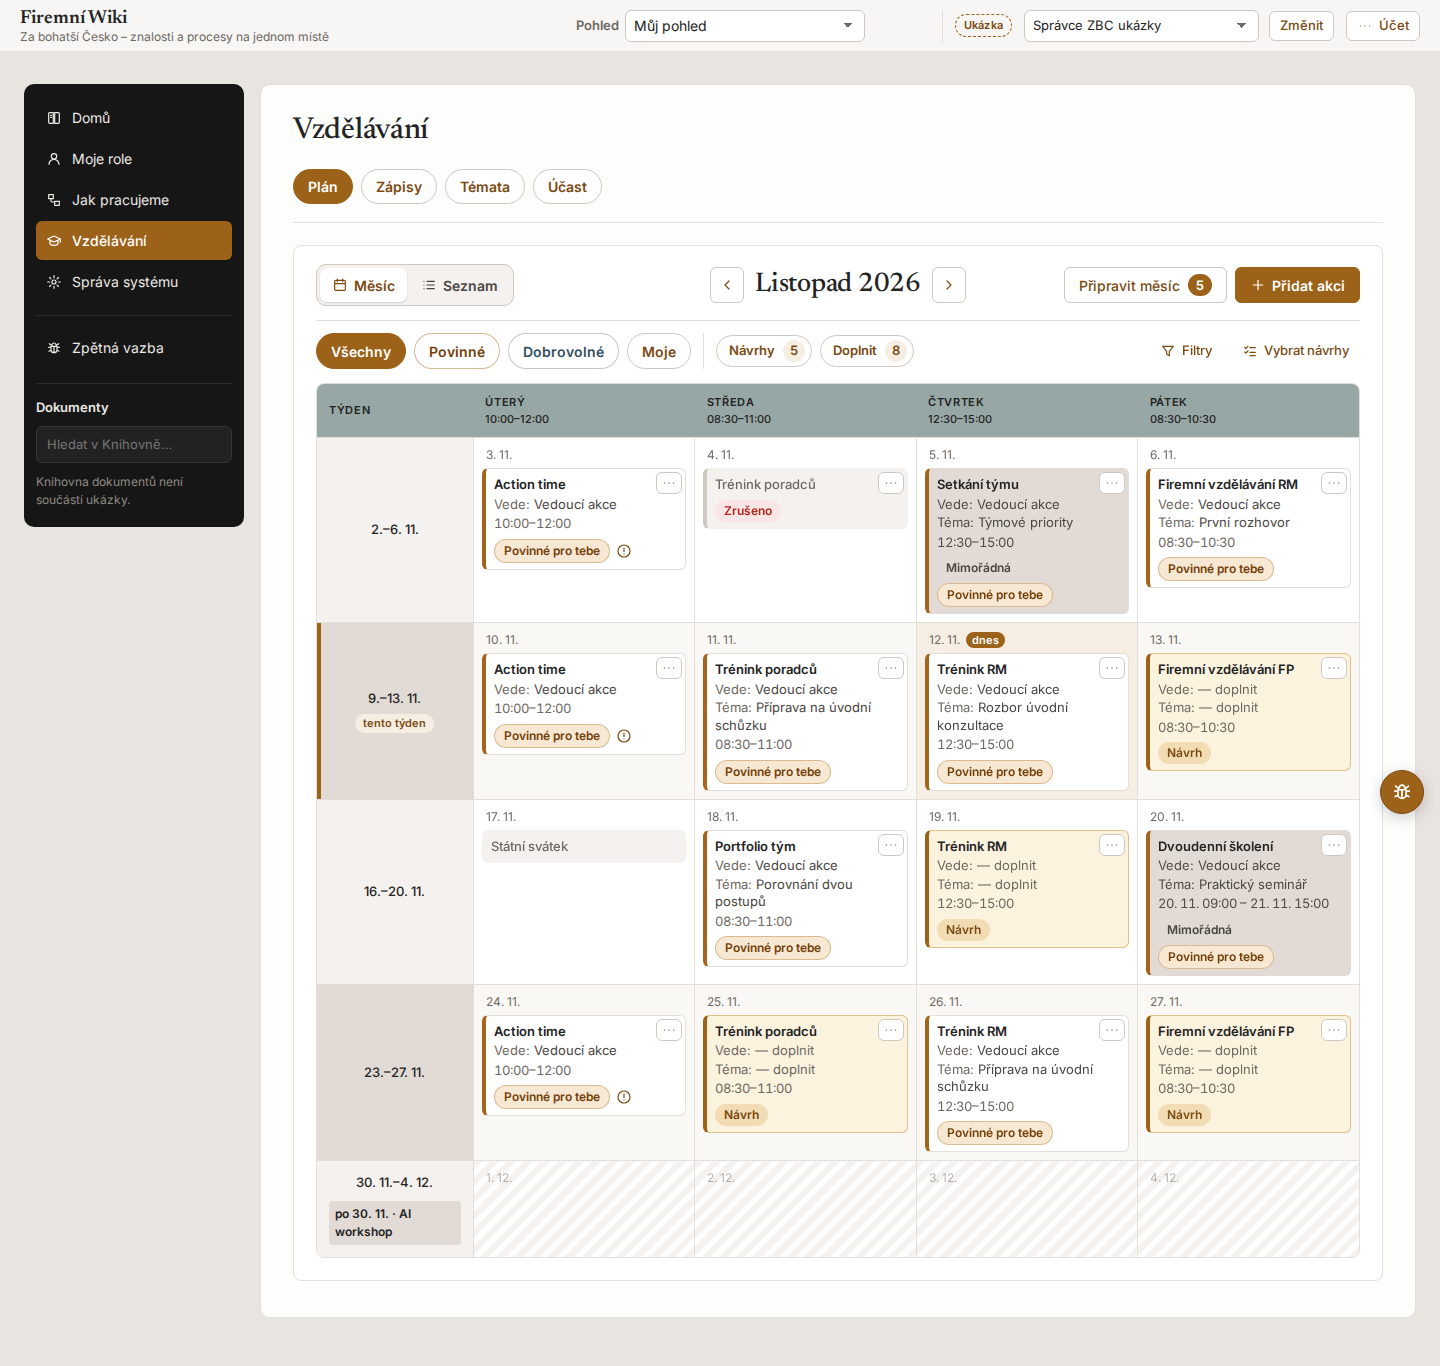 Firemní Wiki
Za bohatší Česko – znalosti a procesy na jednom místě
Pohled
Můj pohled
Ukázka
Správce ZBC ukázky
Změnit
··· Účet
Domů
Moje role
Jak pracujeme
Vzdělávání
Správa systému
Zpětná vazba
Dokumenty
Hledat v Knihovně…
Knihovna dokumentů není
součástí ukázky.
Vzdělávání
Plán
Zápisy
Témata
Účast
Měsíc
Seznam
Listopad 2026
Připravit měsíc 5
Přidat akci
Všechny
Povinné
Dobrovolné
Moje
Návrhy 5
Doplnit 8
Filtry
Vybrat návrhy
TÝDEN
ÚTERÝ
10:00–12:00
STŘEDA
08:30–11:00
ČTVRTEK
12:30–15:00
PÁTEK
08:30–10:30
2.–6. 11.
3. 11.
Action time
Vede: Vedoucí akce
10:00–12:00
Povinné pro tebe
4. 11.
Trénink poradců
Zrušeno
5. 11.
Setkání týmu
Vede: Vedoucí akce
Téma: Týmové priority
12:30–15:00
Mimořádná
Povinné pro tebe
6. 11.
Firemní vzdělávání RM
Vede: Vedoucí akce
Téma: První rozhovor
08:30–10:30
Povinné pro tebe
9.–13. 11.
tento týden
10. 11.
Action time
Vede: Vedoucí akce
10:00–12:00
Povinné pro tebe
11. 11.
Trénink poradců
Vede: Vedoucí akce
Téma: Příprava na úvodní
schůzku
08:30–11:00
Povinné pro tebe
12. 11. dnes
Trénink RM
Vede: Vedoucí akce
Téma: Rozbor úvodní
konzultace
12:30–15:00
Povinné pro tebe
13. 11.
Firemní vzdělávání FP
Vede: — doplnit
Téma: — doplnit
08:30–10:30
Návrh
16.–20. 11.
17. 11.
Státní svátek
18. 11.
Portfolio tým
Vede: Vedoucí akce
Téma: Porovnání dvou
postupů
08:30–11:00
Povinné pro tebe
19. 11.
Trénink RM
Vede: — doplnit
Téma: — doplnit
12:30–15:00
Návrh
20. 11.
Dvoudenní školení
Vede: Vedoucí akce
Téma: Praktický seminář
20. 11. 09:00 – 21. 11. 15:00
Mimořádná
Povinné pro tebe
23.–27. 11.
24. 11.
Action time
Vede: Vedoucí akce
10:00–12:00
Povinné pro tebe
25. 11.
Trénink poradců
Vede: — doplnit
Téma: — doplnit
08:30–11:00
Návrh
26. 11.
Trénink RM
Vede: Vedoucí akce
Téma: Příprava na úvodní
schůzku
12:30–15:00
Povinné pro tebe
27. 11.
Firemní vzdělávání FP
Vede: — doplnit
Téma: — doplnit
08:30–10:30
Návrh
30. 11.–4. 12.
po 30. 11. · AI
workshop
1. 12.
2. 12.
3. 12.
4. 12.